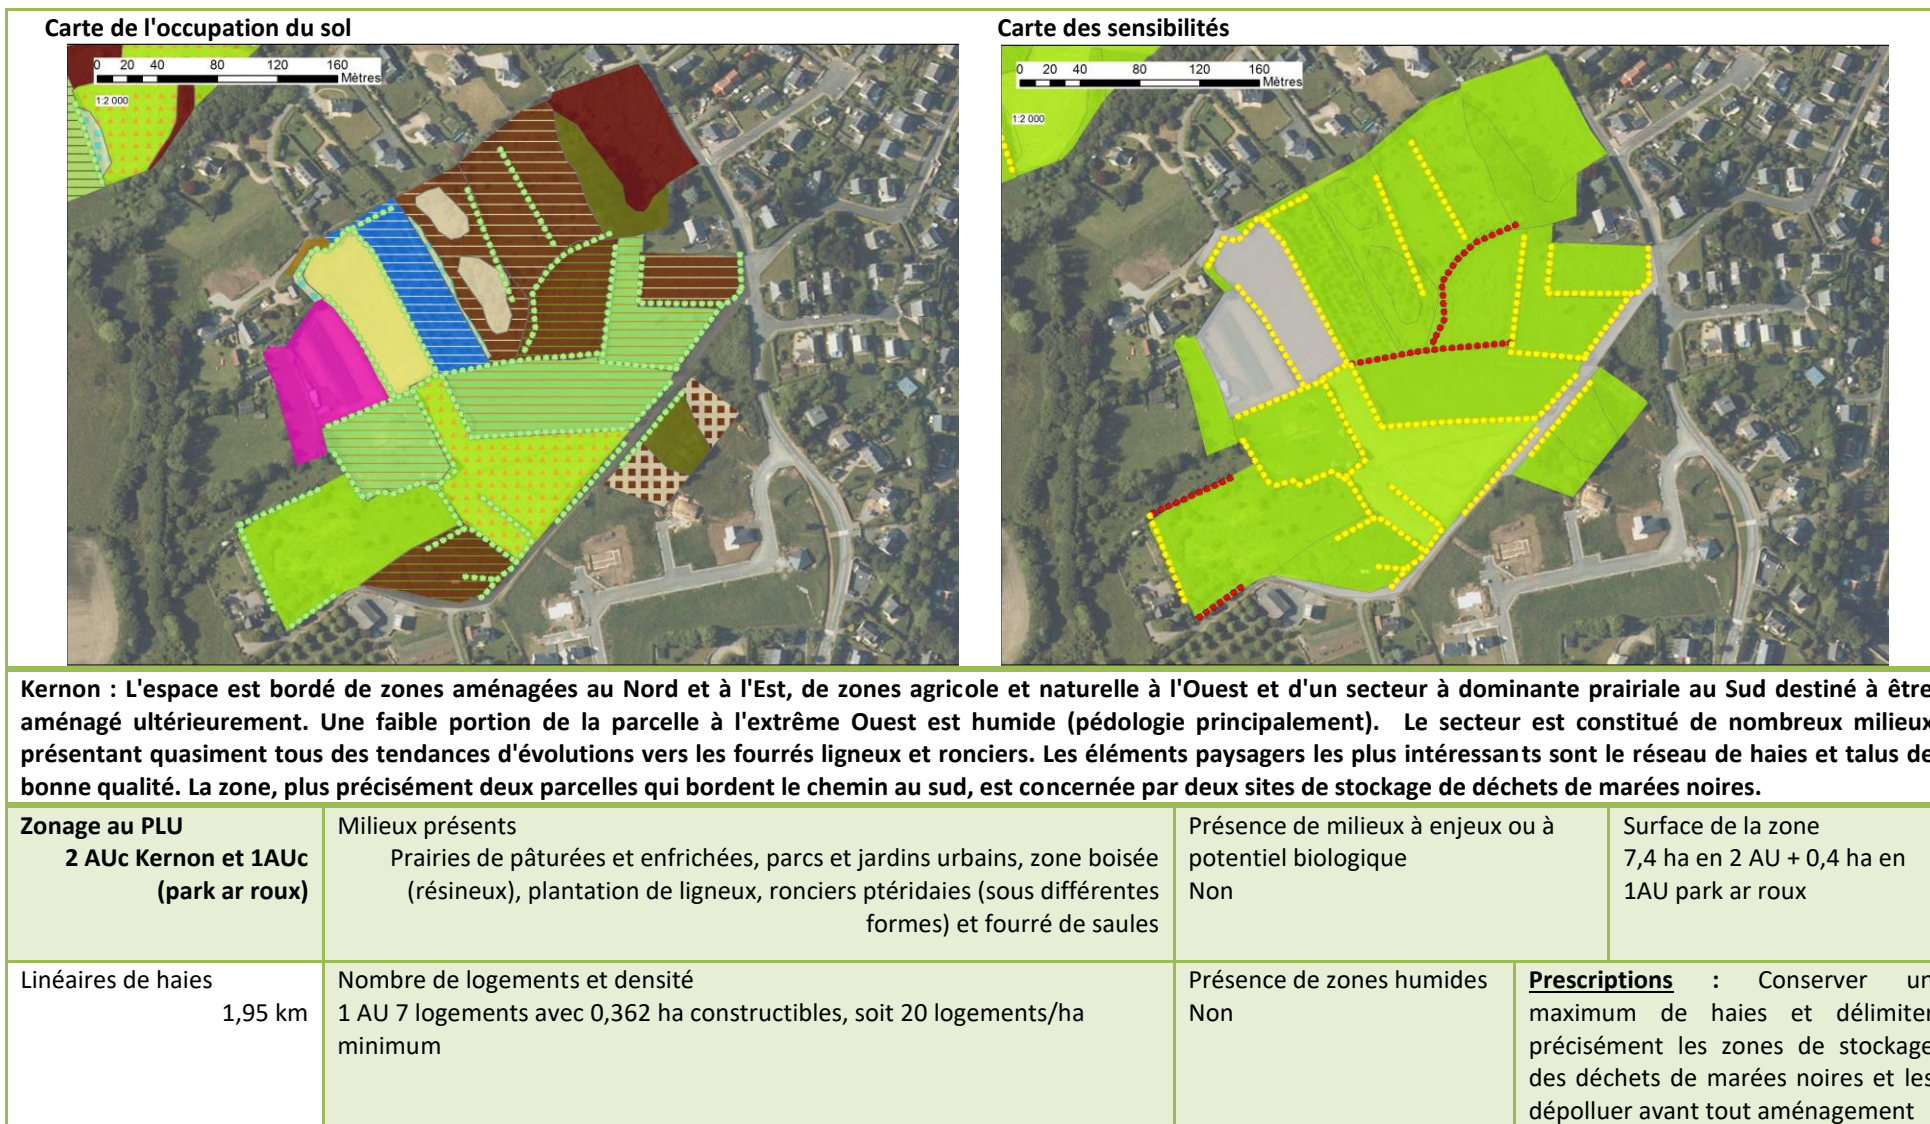 Carte de l'occupation du sol
Carte des sensibilités
0 20 40 80 120 160
Mètres
1:2 000
0 20 40 80 120 160
Mètres
1:2 000
Kernon : L'espace est bordé de zones aménagées au Nord et à l'Est, de zones agricole et naturelle à l'Ouest et d'un secteur à dominante prairiale au Sud destiné à être
aménagé ultérieurement. Une faible portion de la parcelle à l'extrême Ouest est humide (pédologie principalement). Le secteur est constitué de nombreux milieux
présentant quasiment tous des tendances d'évolutions vers les fourrés ligneux et ronciers. Les éléments paysagers les plus intéressants sont le réseau de haies et talus de
bonne qualité. La zone, plus précisément deux parcelles qui bordent le chemin au sud, est concernée par deux sites de stockage de déchets de marées noires.
Zonage au PLU
2 AUc Kernon et 1AUc
(park ar roux)
Milieux présents
Prairies de pâturées et enfrichées, parcs et jardins urbains, zone boisée
(résineux), plantation de ligneux, ronciers ptéridaies (sous différentes
formes) et fourré de saules
Présence de milieux à enjeux ou à
potentiel biologique
Non
Surface de la zone
7,4 ha en 2 AU + 0,4 ha en
1AU park ar roux
Linéaires de haies
1,95 km
Nombre de logements et densité
1 AU 7 logements avec 0,362 ha constructibles, soit 20 logements/ha
minimum
Présence de zones humides
Non
Prescriptions : Conserver un
maximum de haies et délimiter
précisément les zones de stockage
des déchets de marées noires et les
dépolluer avant tout aménagement